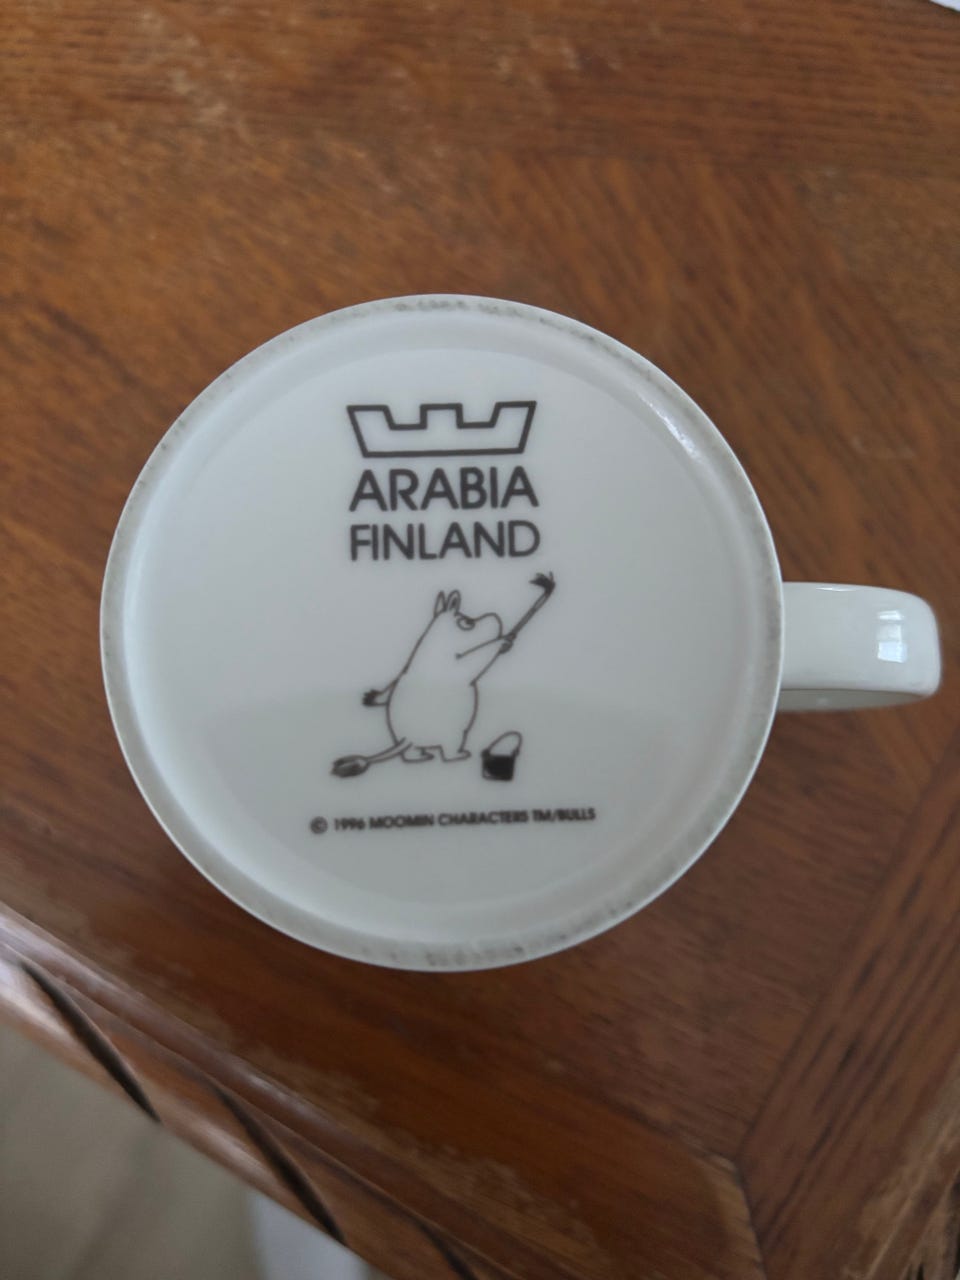 ARABIA
FINLAND
© 1996 MOOMIN CHARACTERS TM/BULLS